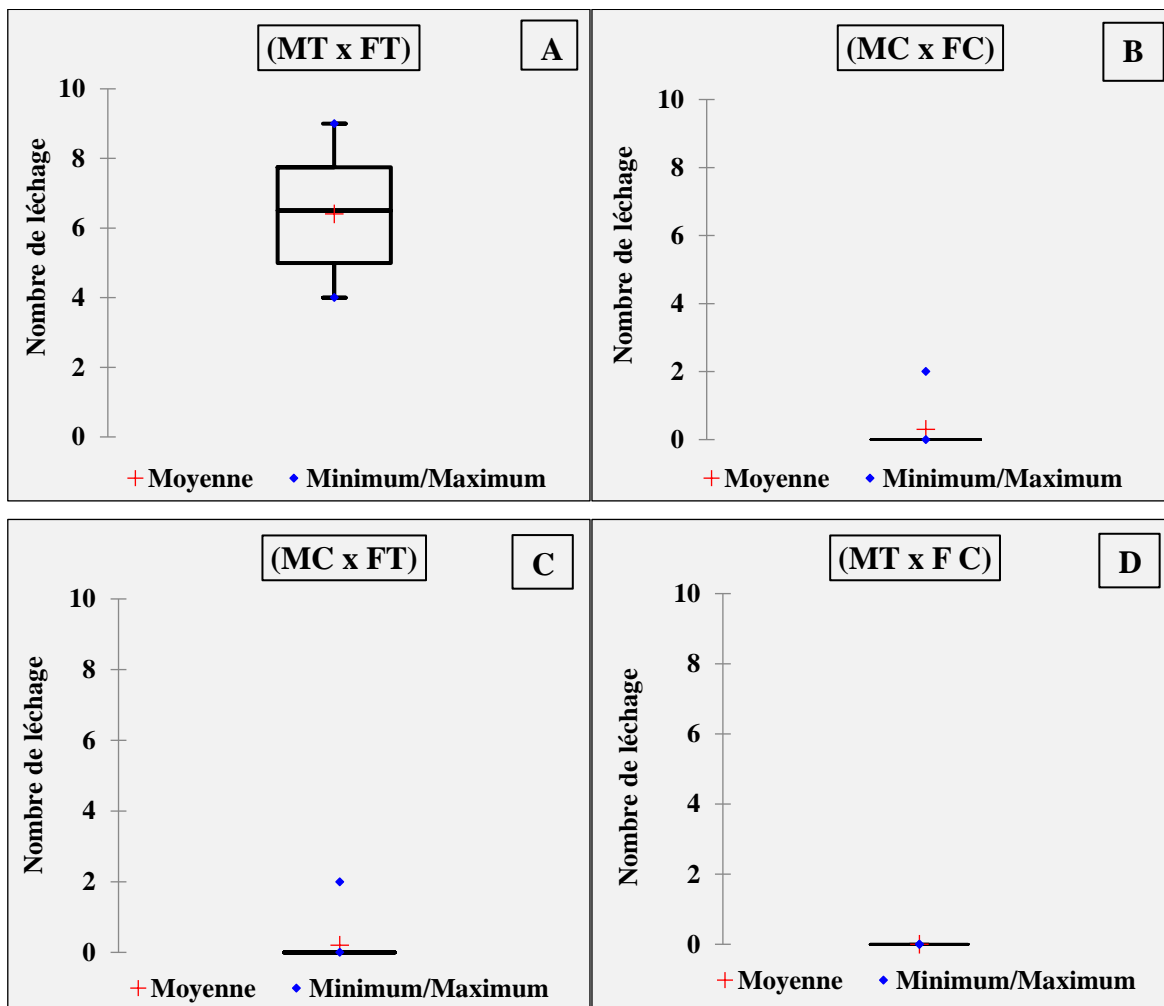 (MT x FT)
A
Nombre de léchage
10
8
6
4
2
0
Moyenne
Minimum/Maximum
(MC x FC)
B
Nombre de léchage
10
8
6
4
2
0
Moyenne
Minimum/Maximum
(MC x FT)
C
Nombre de léchage
10
8
6
4
2
0
Moyenne
Minimum/Maximum
(MT x F C)
D
Nombre de léchage
10
8
6
4
2
0
Moyenne
Minimum/Maximum